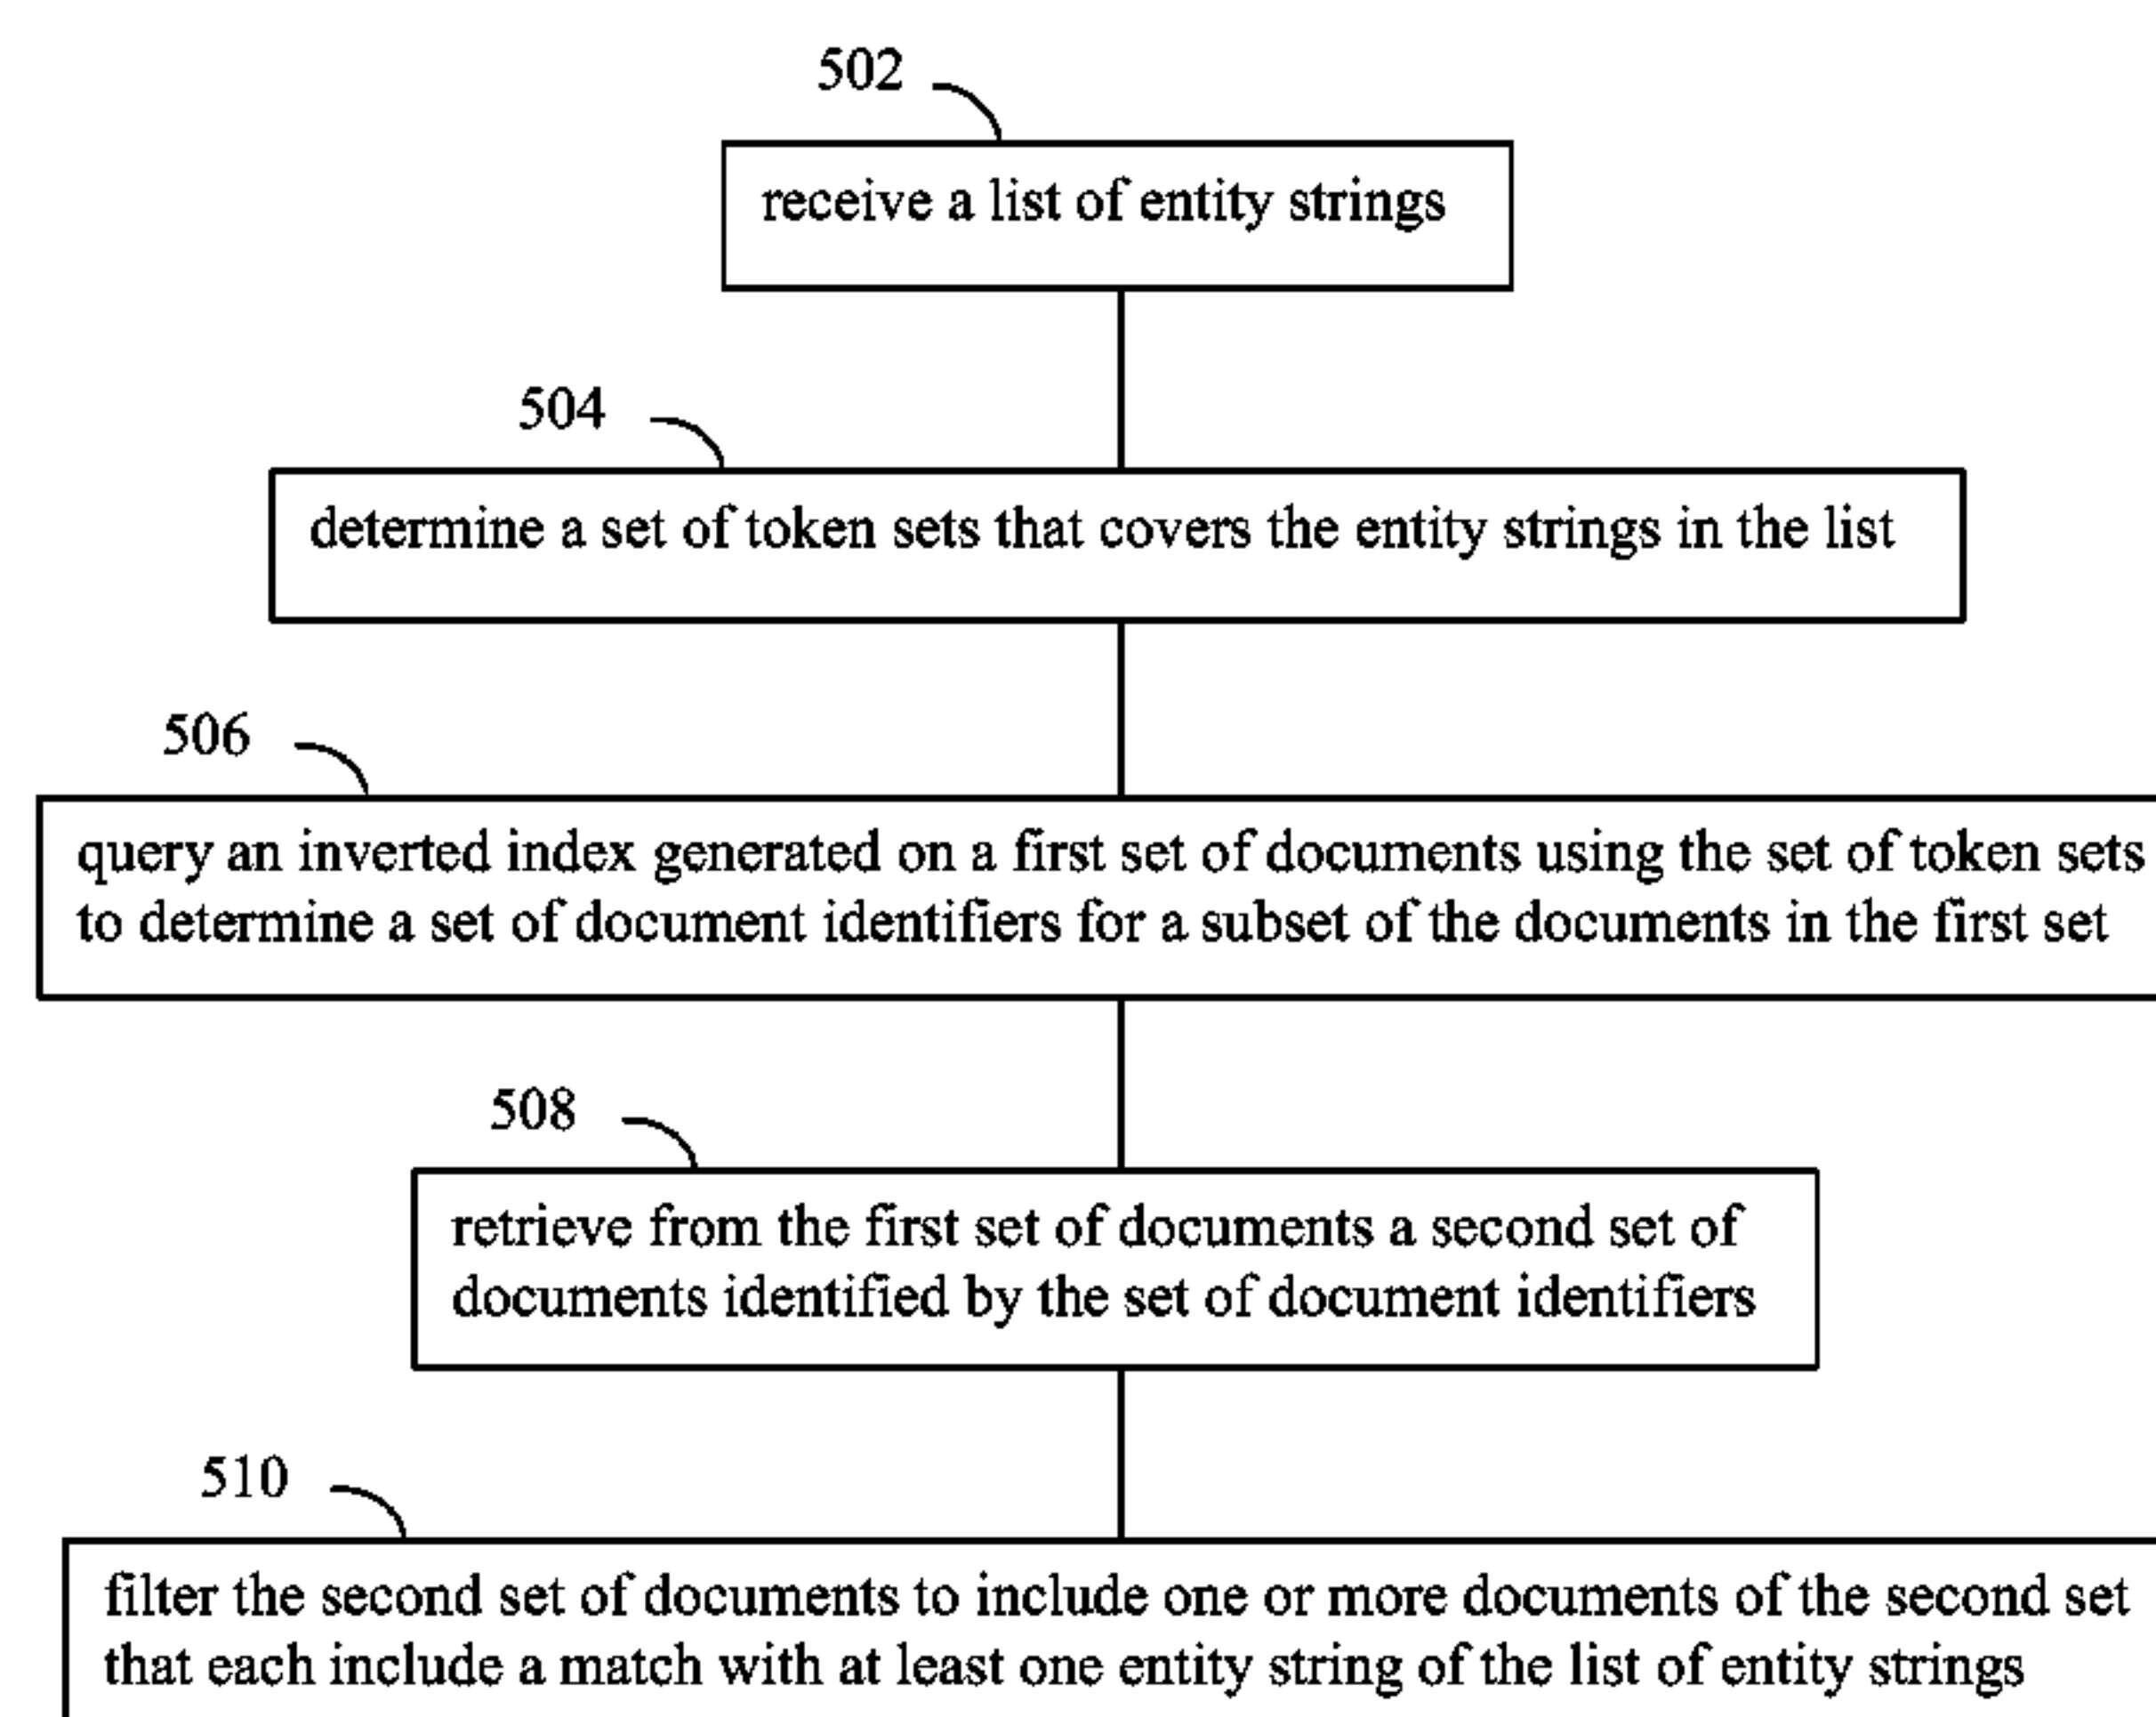 502
receive a list of entity strings
504
determine a set of token sets that covers the entity strings in the list
506
query an inverted index generated on a first set of documents using the set of token sets
to determine a set of document identifiers for a subset of the documents in the first set
508
retrieve from the first set of documents a second set of
documents identified by the set of document identifiers
510
filter the second set of documents to include one or more documents of the second set
that each include a match with at least one entity string of the list of entity strings